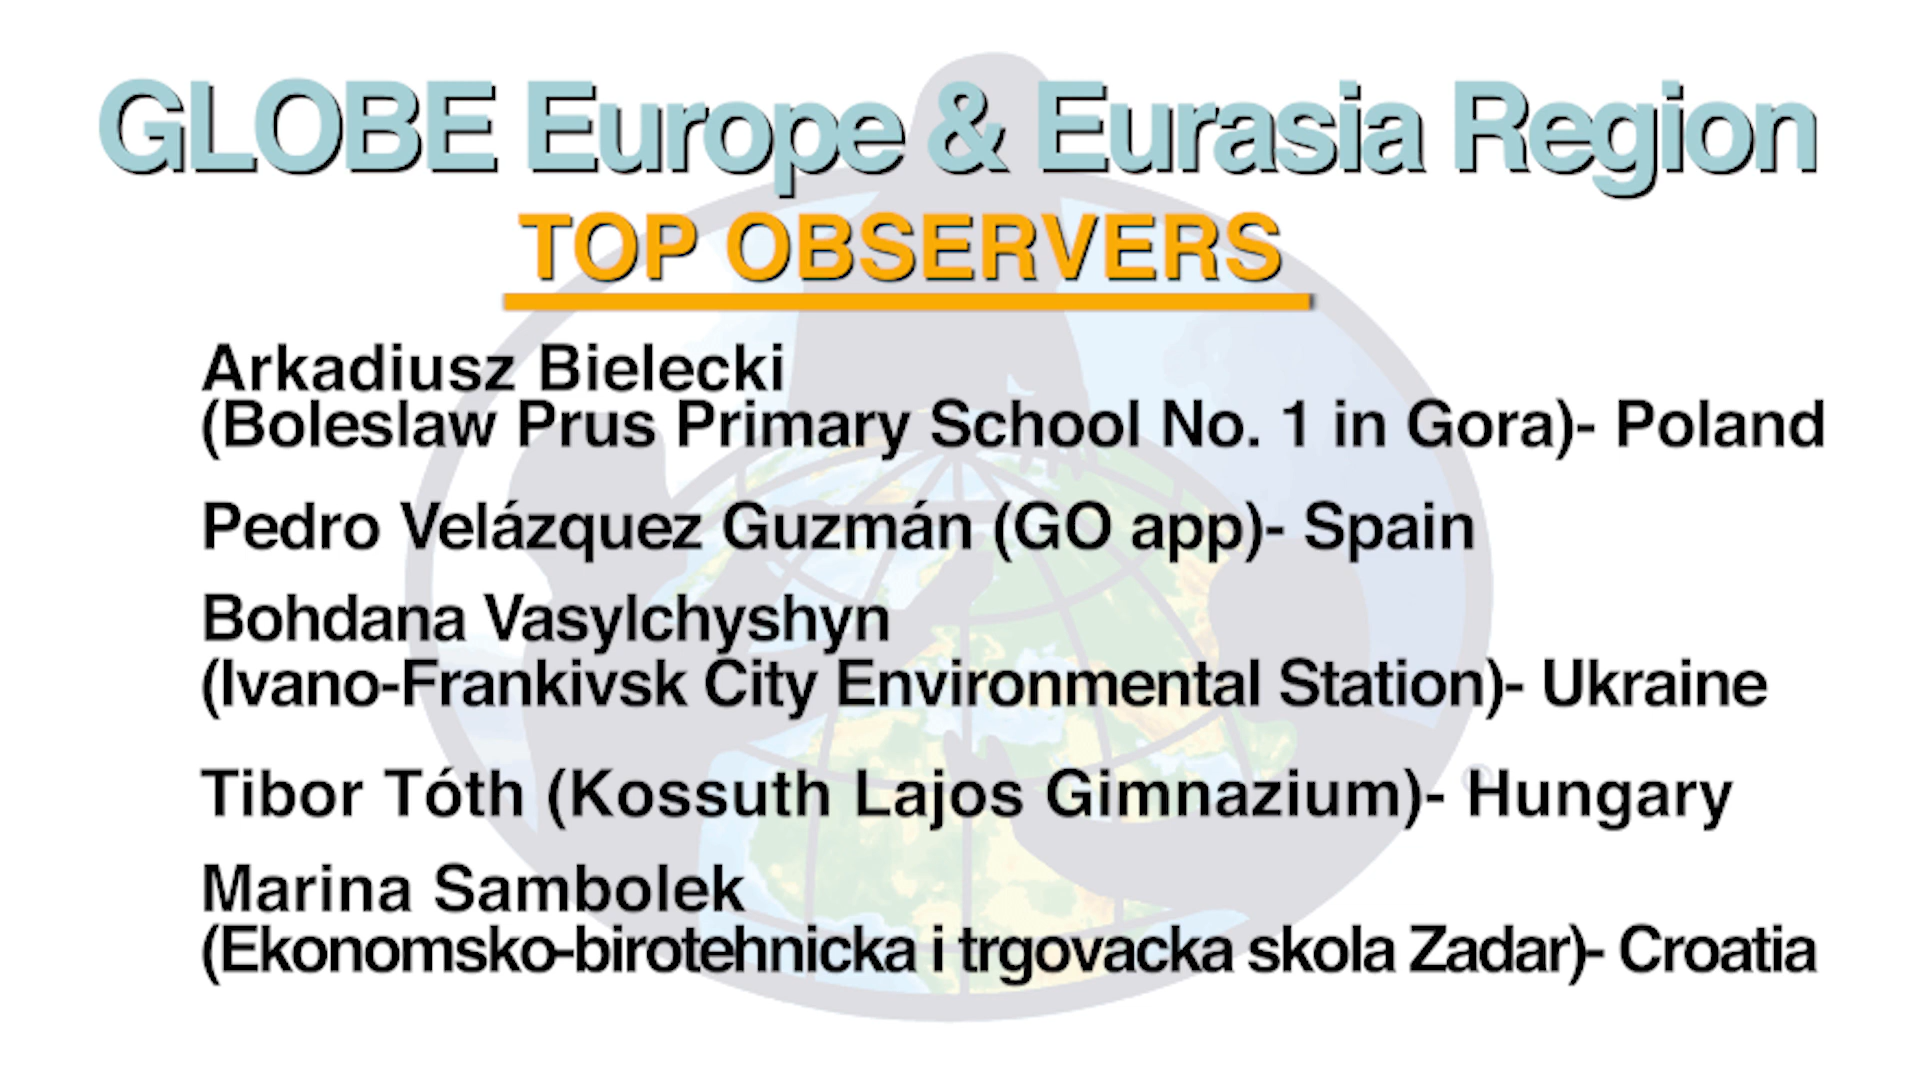 GLOBE Europe & Eurasia Region
TOP OBSERVERS
Arkadiusz Bielecki
(Boleslaw Prus Primary School No. 1 in Gora)- Poland
Pedro Velázquez Guzmán (GO app)- Spain
Bohdana Vasylchyshyn
(Ivano-Frankivsk City Environmental Station)- Ukraine
Tibor Tóth (Kossuth Lajos Gimnazium)- Hungary
Marina Sambolek
(Ekonomsko-birotehnicka i trgovacka skola Zadar)- Croatia